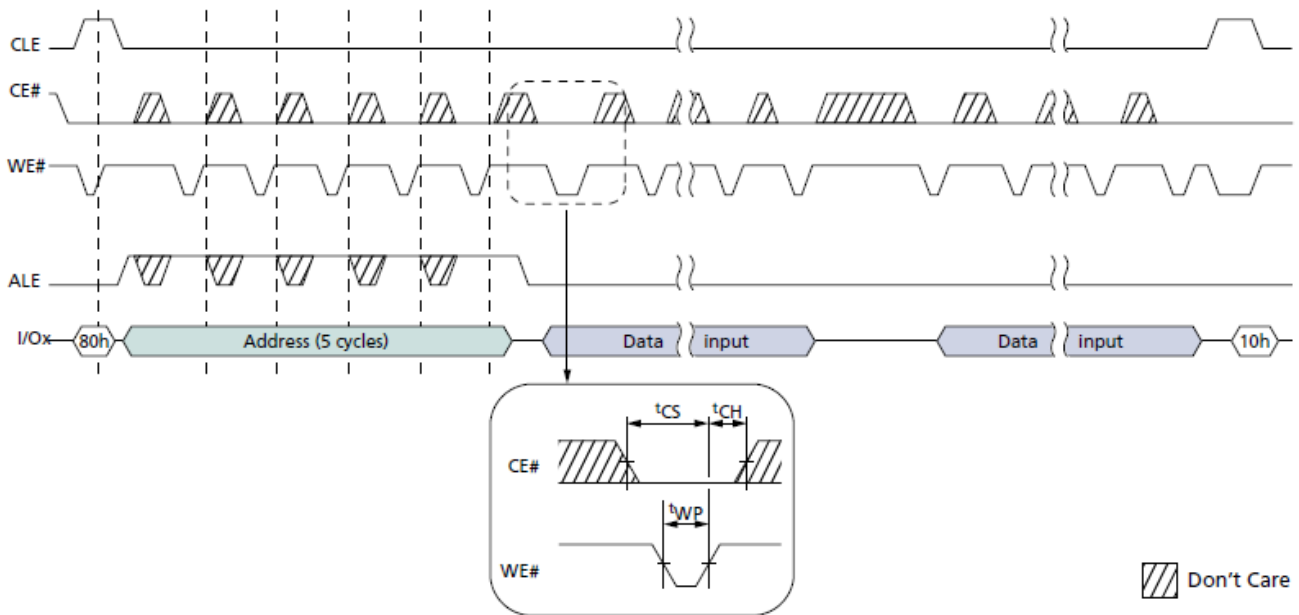 CLE
CE#
WE#
ALE
I/Ox 80h Address (5 cycles) Data input Data input 10h
tCS tCH
CE#
tWP
WE#
Don't Care